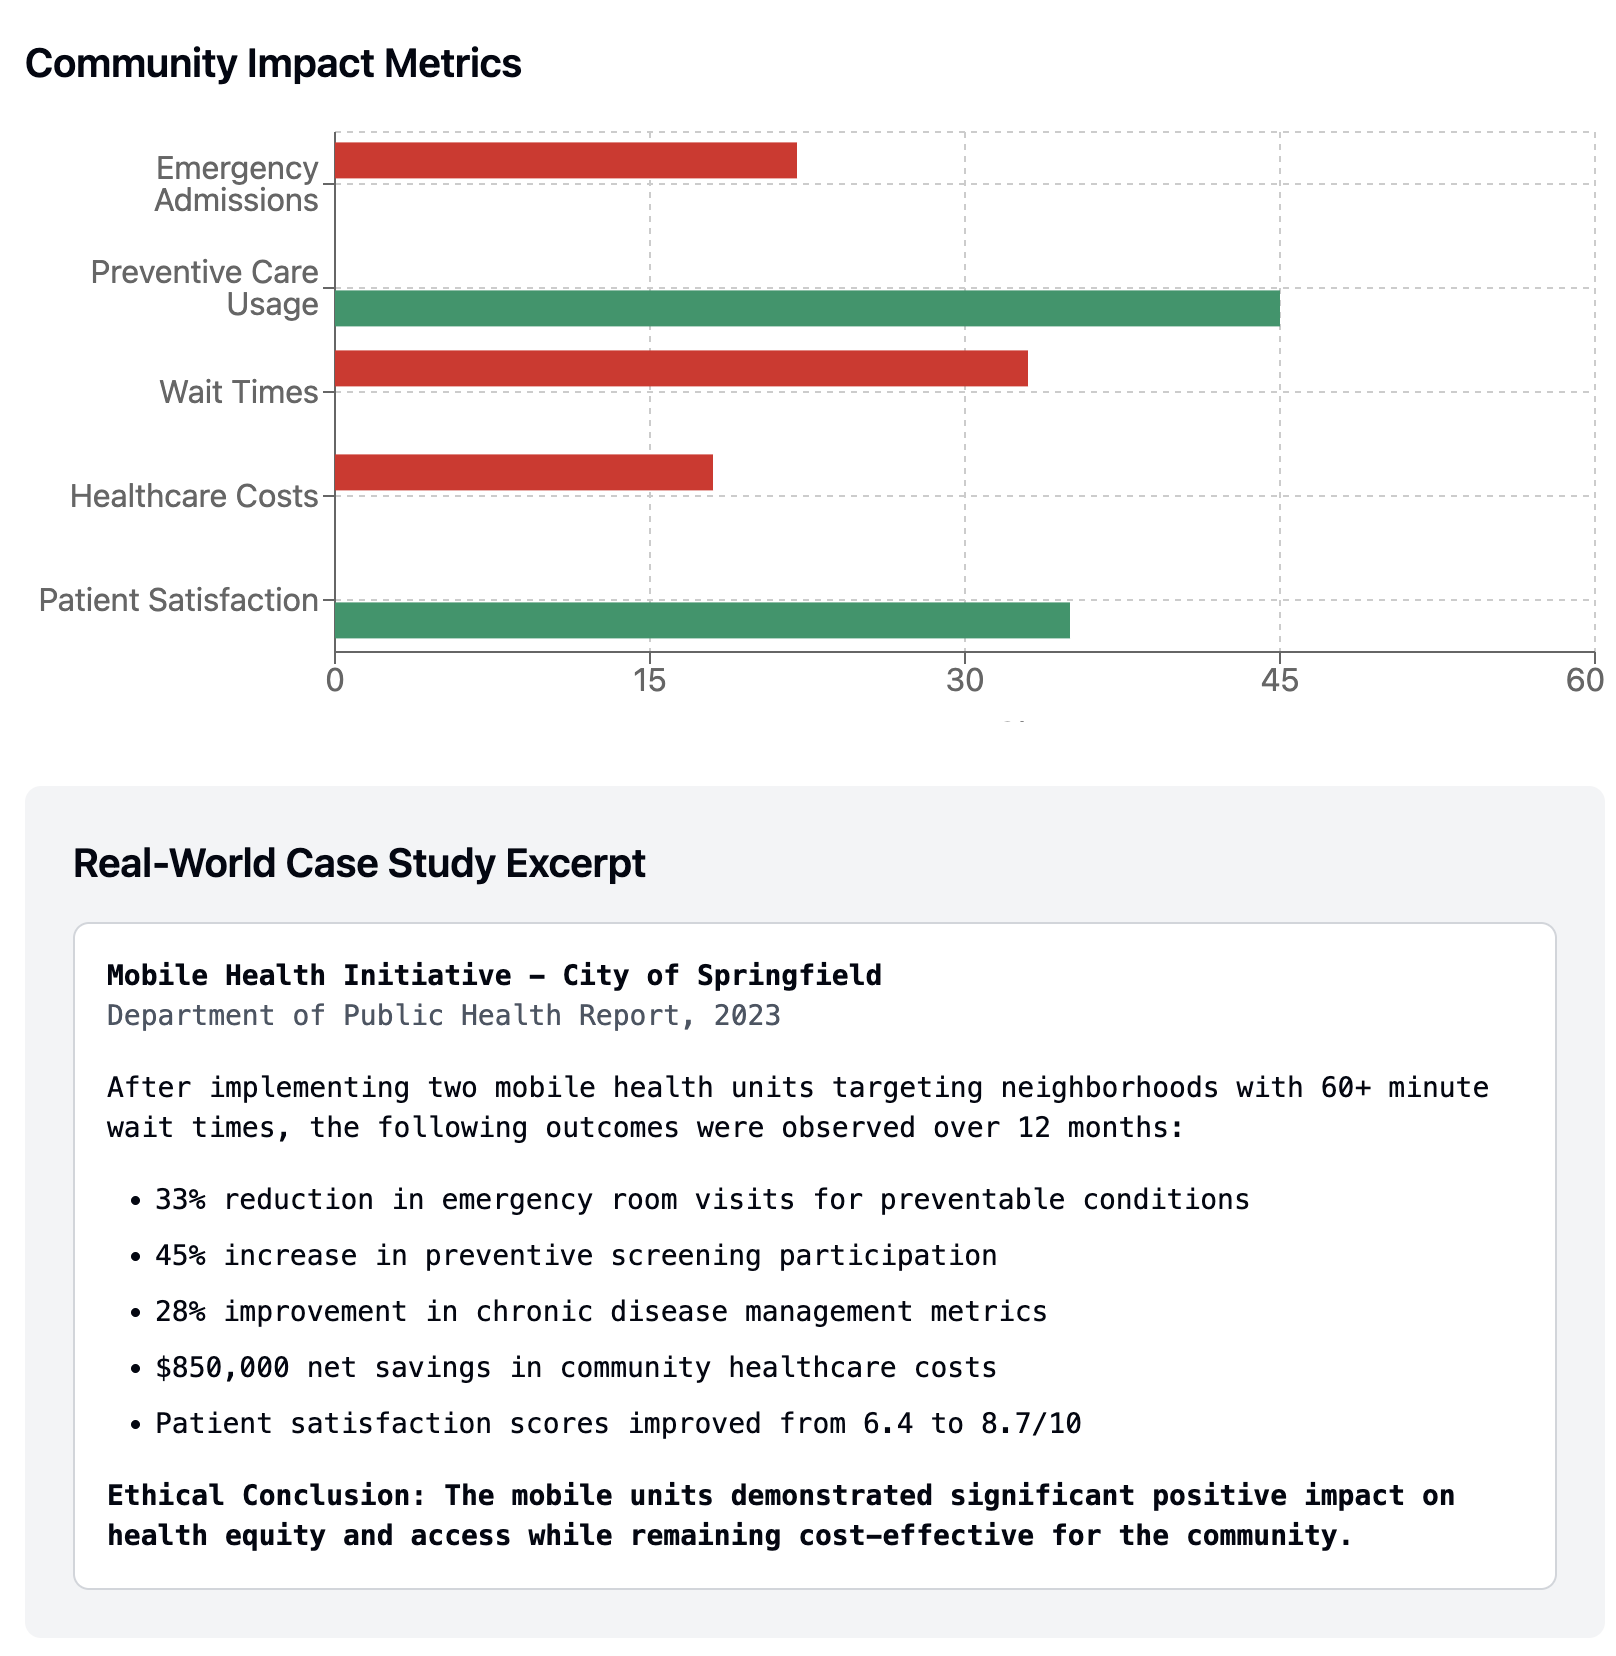 Community Impact Metrics
Emergency
Admissions
Preventive Care
Usage
Wait Times
Healthcare Costs
Patient Satisfaction
0 15 30 45 60
Real-World Case Study Excerpt
Mobile Health Initiative – City of Springfield
Department of Public Health Report, 2023
After implementing two mobile health units targeting neighborhoods with 60+ minute
wait times, the following outcomes were observed over 12 months:
• 33% reduction in emergency room visits for preventable conditions
• 45% increase in preventive screening participation
• 28% improvement in chronic disease management metrics
• $850,000 net savings in community healthcare costs
• Patient satisfaction scores improved from 6.4 to 8.7/10
Ethical Conclusion: The mobile units demonstrated significant positive impact on
health equity and access while remaining cost-effective for the community.